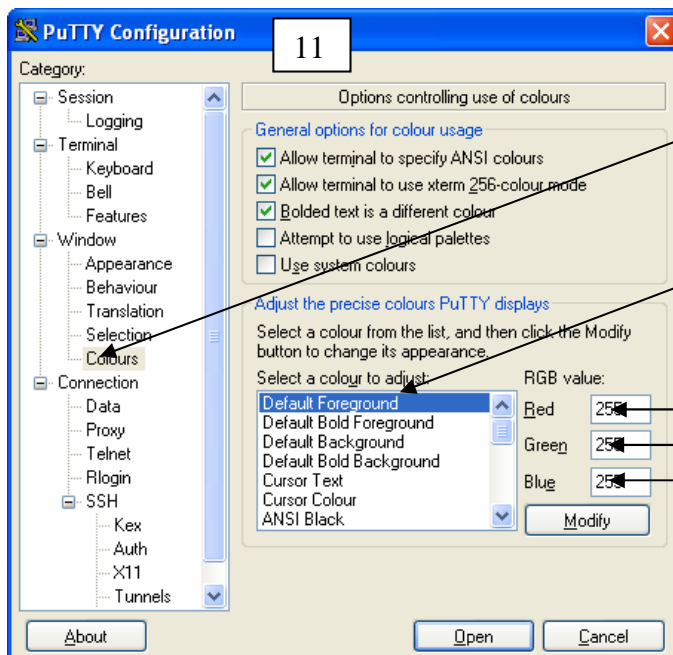 PuTTY Configuration
11
Category:
Session
Logging
Terminal
Keyboard
Bell
Features
Window
Appearance
Behaviour
Translation
Selection
Colours
Connection
Data
Proxy
Telnet
Rlogin
SSH
Kex
Auth
X11
Tunnels
Options controlling use of colours
General options for colour usage
Allow terminal to specify ANSI colours
Allow terminal to use xterm 256-colour mode
Bolded text is a different colour
Attempt to use logical palettes
Use system colours
Adjust the precise colours PuTTY displays
Select a colour from the list, and then click the Modify
button to change its appearance.
Select a colour to adjust:
Default Foreground
Default Bold Foreground
Default Background
Default Bold Background
Cursor Text
Cursor Colour
ANSI Black
RGB value:
Red 255
Green 255
Blue 255
Modify
About
Open
Cancel